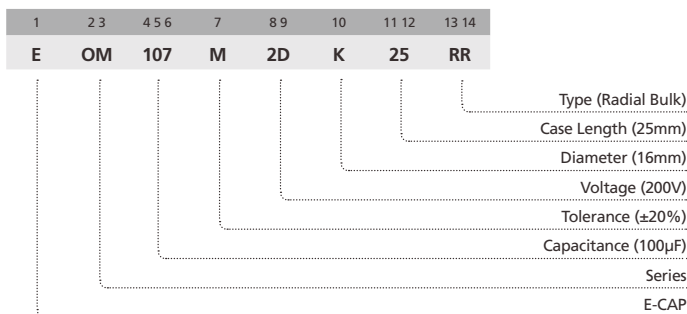 1 2 3 4 5 6 7 8 9 10 11 12 13 14
E OM 107 M 2D K 25 RR
Type (Radial Bulk)
Case Length (25mm)
Diameter (16mm)
Voltage (200V)
Tolerance (±20%)
Capacitance (100µF)
Series
E-CAP